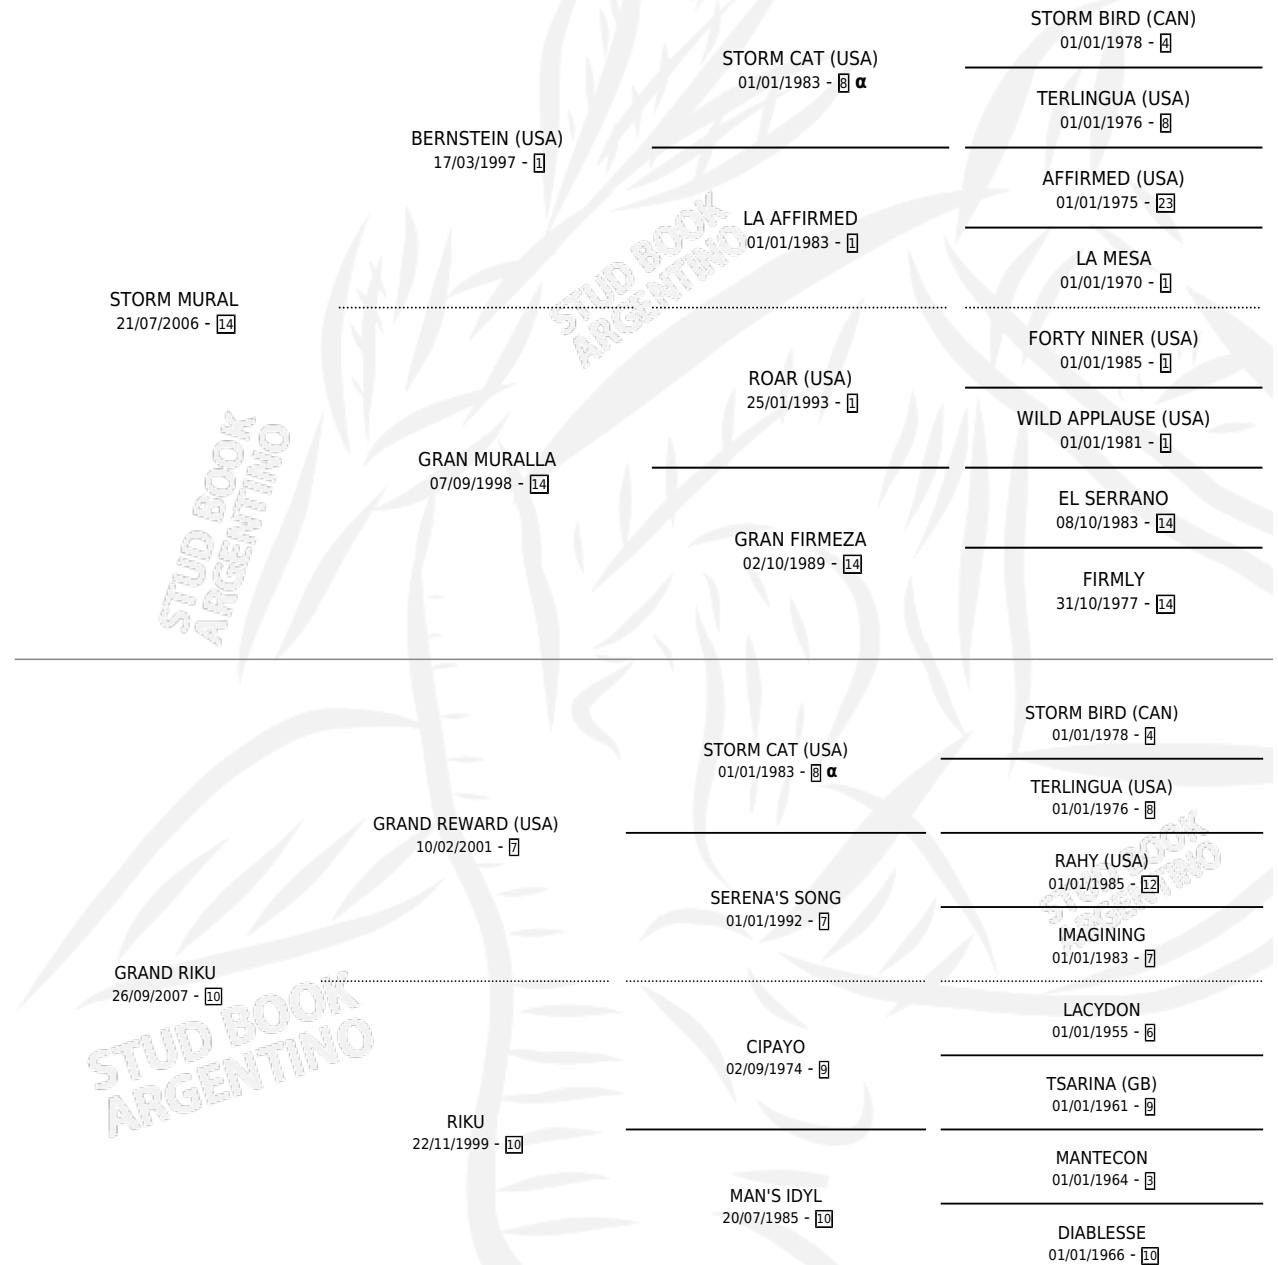 STORM BIRD (CAN)
01/01/1978 - 4
STORM CAT (USA)
01/01/1983 - 8 α
TERLINGUA (USA)
01/01/1976 - 8
BERNSTEIN (USA)
17/03/1997 - 1
AFFIRMED (USA)
01/01/1975 - 23
LA AFFIRMED
01/01/1983 - 1
LA MESA
01/01/1970 - 1
STORM MURAL
21/07/2006 - 14
FORTY NINER (USA)
01/01/1985 - 1
ROAR (USA)
25/01/1993 - 1
WILD APPLAUSE (USA)
01/01/1981 - 1
GRAN MURALLA
07/09/1998 - 14
EL SERRANO
08/10/1983 - 14
GRAN FIRMEZA
02/10/1989 - 14
FIRMLY
31/10/1977 - 14
STUD BOOK
ARGENTINO
STUD BOOK
ARGENTINO
STORM BIRD (CAN)
01/01/1978 - 4
STORM CAT (USA)
01/01/1983 - 8 α
TERLINGUA (USA)
01/01/1976 - 8
GRAND REWARD (USA)
10/02/2001 - 7
RAHY (USA)
01/01/1985 - 12
SERENA'S SONG
01/01/1992 - 7
IMAGINING
01/01/1983 - 7
GRAND RIKU
26/09/2007 - 10
LACYDON
01/01/1955 - 6
CIPAYO
02/09/1974 - 9
TSARINA (GB)
01/01/1961 - 9
RIKU
22/11/1999 - 10
MANTECON
01/01/1964 - 3
MAN'S IDYL
20/07/1985 - 10
DIABLESSE
01/01/1966 - 10
STUD BOOK
ARGENTINO
STUD BOOK
ARGENTINO